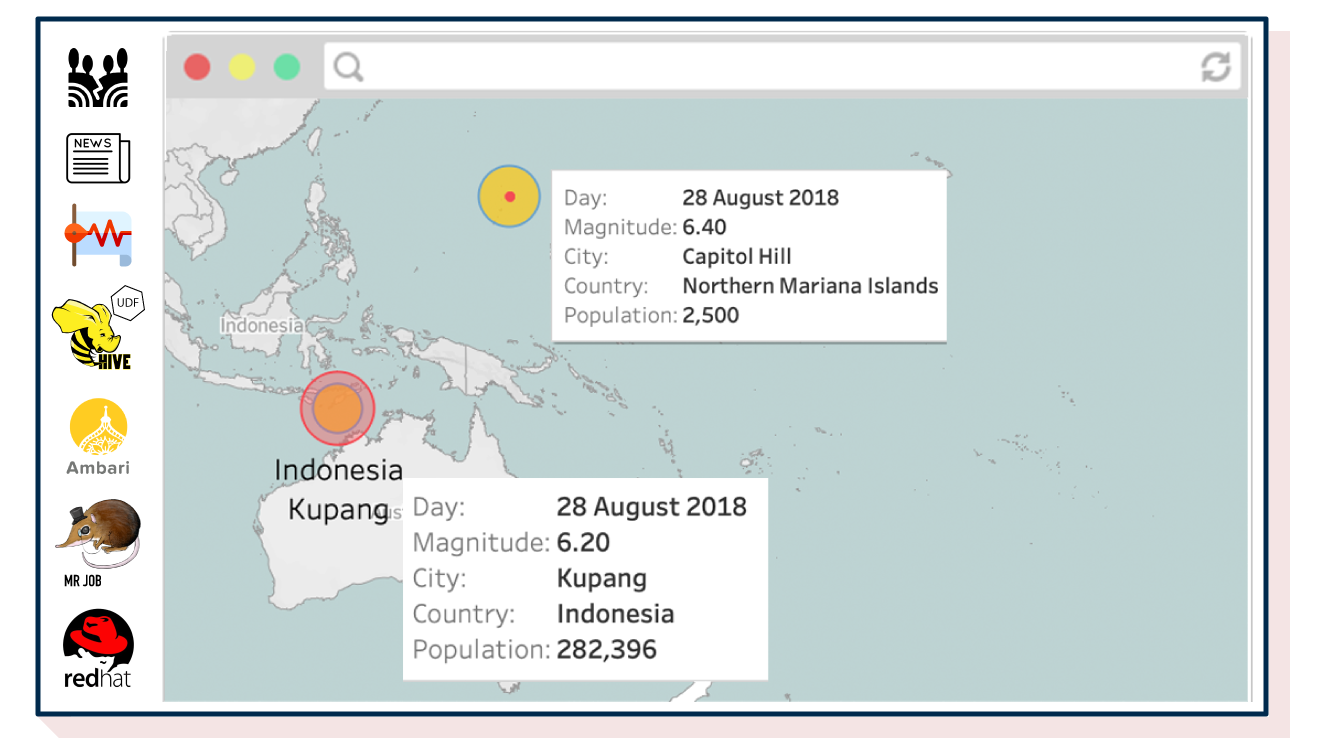 NEWS
UDF
HIVE
Ambari
MR JOB
redhat
Day: 28 August 2018
Magnitude: 6.40
City: Capitol Hill
Country: Northern Mariana Islands
Population: 2,500
Indonesia
Indonesia
Kupang
Aus
Day: 28 August 2018
Magnitude: 6.20
City: Kupang
Country: Indonesia
Population: 282,396